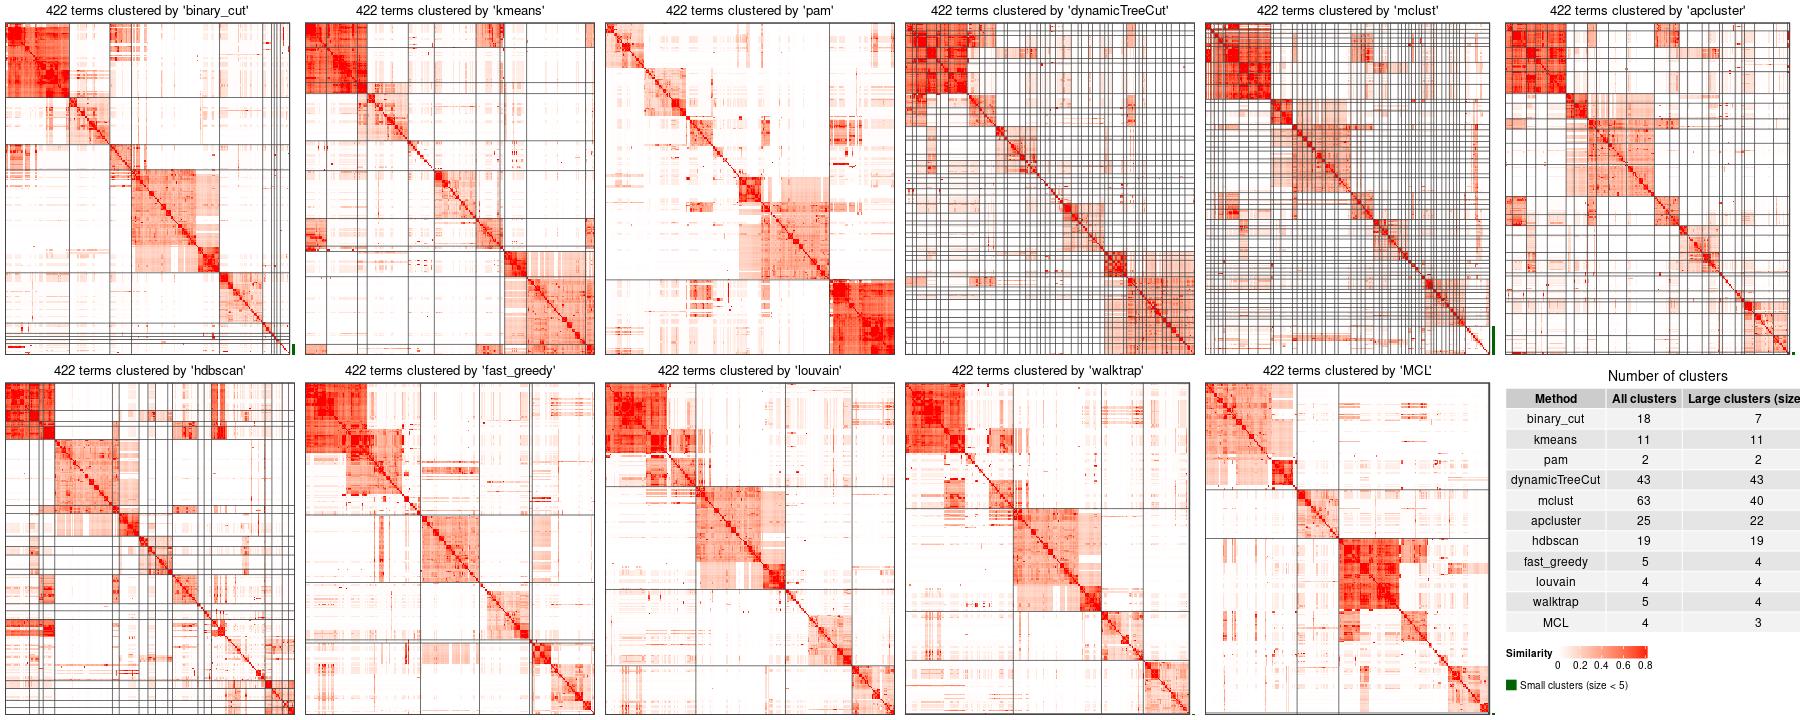 422 terms clustered by 'binary_cut'
422 terms clustered by 'kmeans'
422 terms clustered by 'pam'
422 terms clustered by 'dynamicTreeCut'
422 terms clustered by 'mclust'
422 terms clustered by 'apcluster'
422 terms clustered by 'hdbscan'
422 terms clustered by 'fast_greedy'
422 terms clustered by 'louvain'
422 terms clustered by 'walktrap'
422 terms clustered by 'MCL'
Number of clusters
Method All clusters Large clusters (size
binary_cut 18 7
kmeans 11 11
pam 2 2
dynamicTreeCut 43 43
mclust 63 40
apcluster 25 22
hdbscan 19 19
fast_greedy 5 4
louvain 4 4
walktrap 5 4
MCL 4 3
Similarity
0 0.2 0.4 0.6 0.8
Small clusters (size < 5)